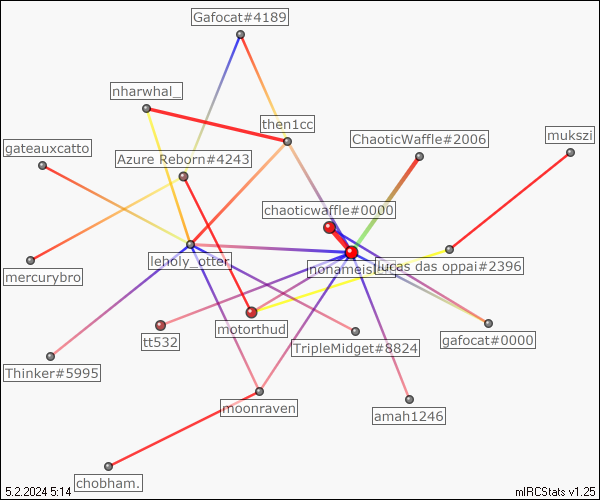 Gafocat#4189
nharwhal_
then1cc
ChaoticWaffle#2006
mukszi
gateauxcatto
Azure Reborn#4243
chaoticwaffle#0000
leholy_otter
lucas das oppai#2396
mercurybro
motorthud
gafocat#0000
tt532
TripleMidget#8824
Thinker#5995
moonraven
amah1246
chobham.
5.2.2024 5:14
mIRCStats v1.25